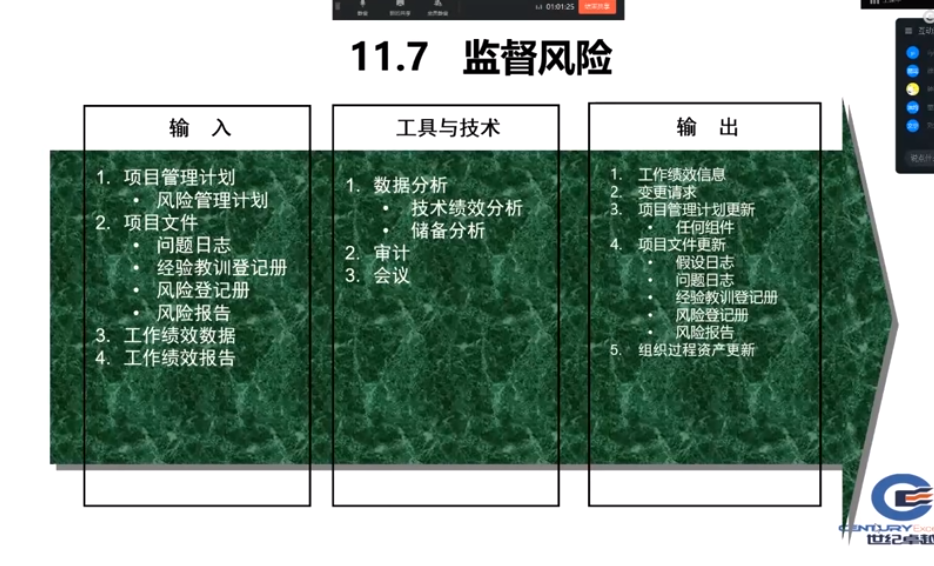 01:01:25
结束共享
11.7 监督风险
输 入
1. 项目管理计划
• 风险管理计划
2. 项目文件
• 问题日志
• 经验教训登记册
• 风险登记册
• 风险报告
3. 工作绩效数据
4. 工作绩效报告
工具与技术
1. 数据分析
• 技术绩效分析
• 储备分析
2. 审计
3. 会议
输 出
1. 工作绩效信息
2. 变更请求
3. 项目管理计划更新
• 任何组件
4. 项目文件更新
• 假设日志
• 问题日志
• 经验教训登记册
• 风险登记册
• 风险报告
5. 组织过程资产更新
CENTURY
世纪卓越